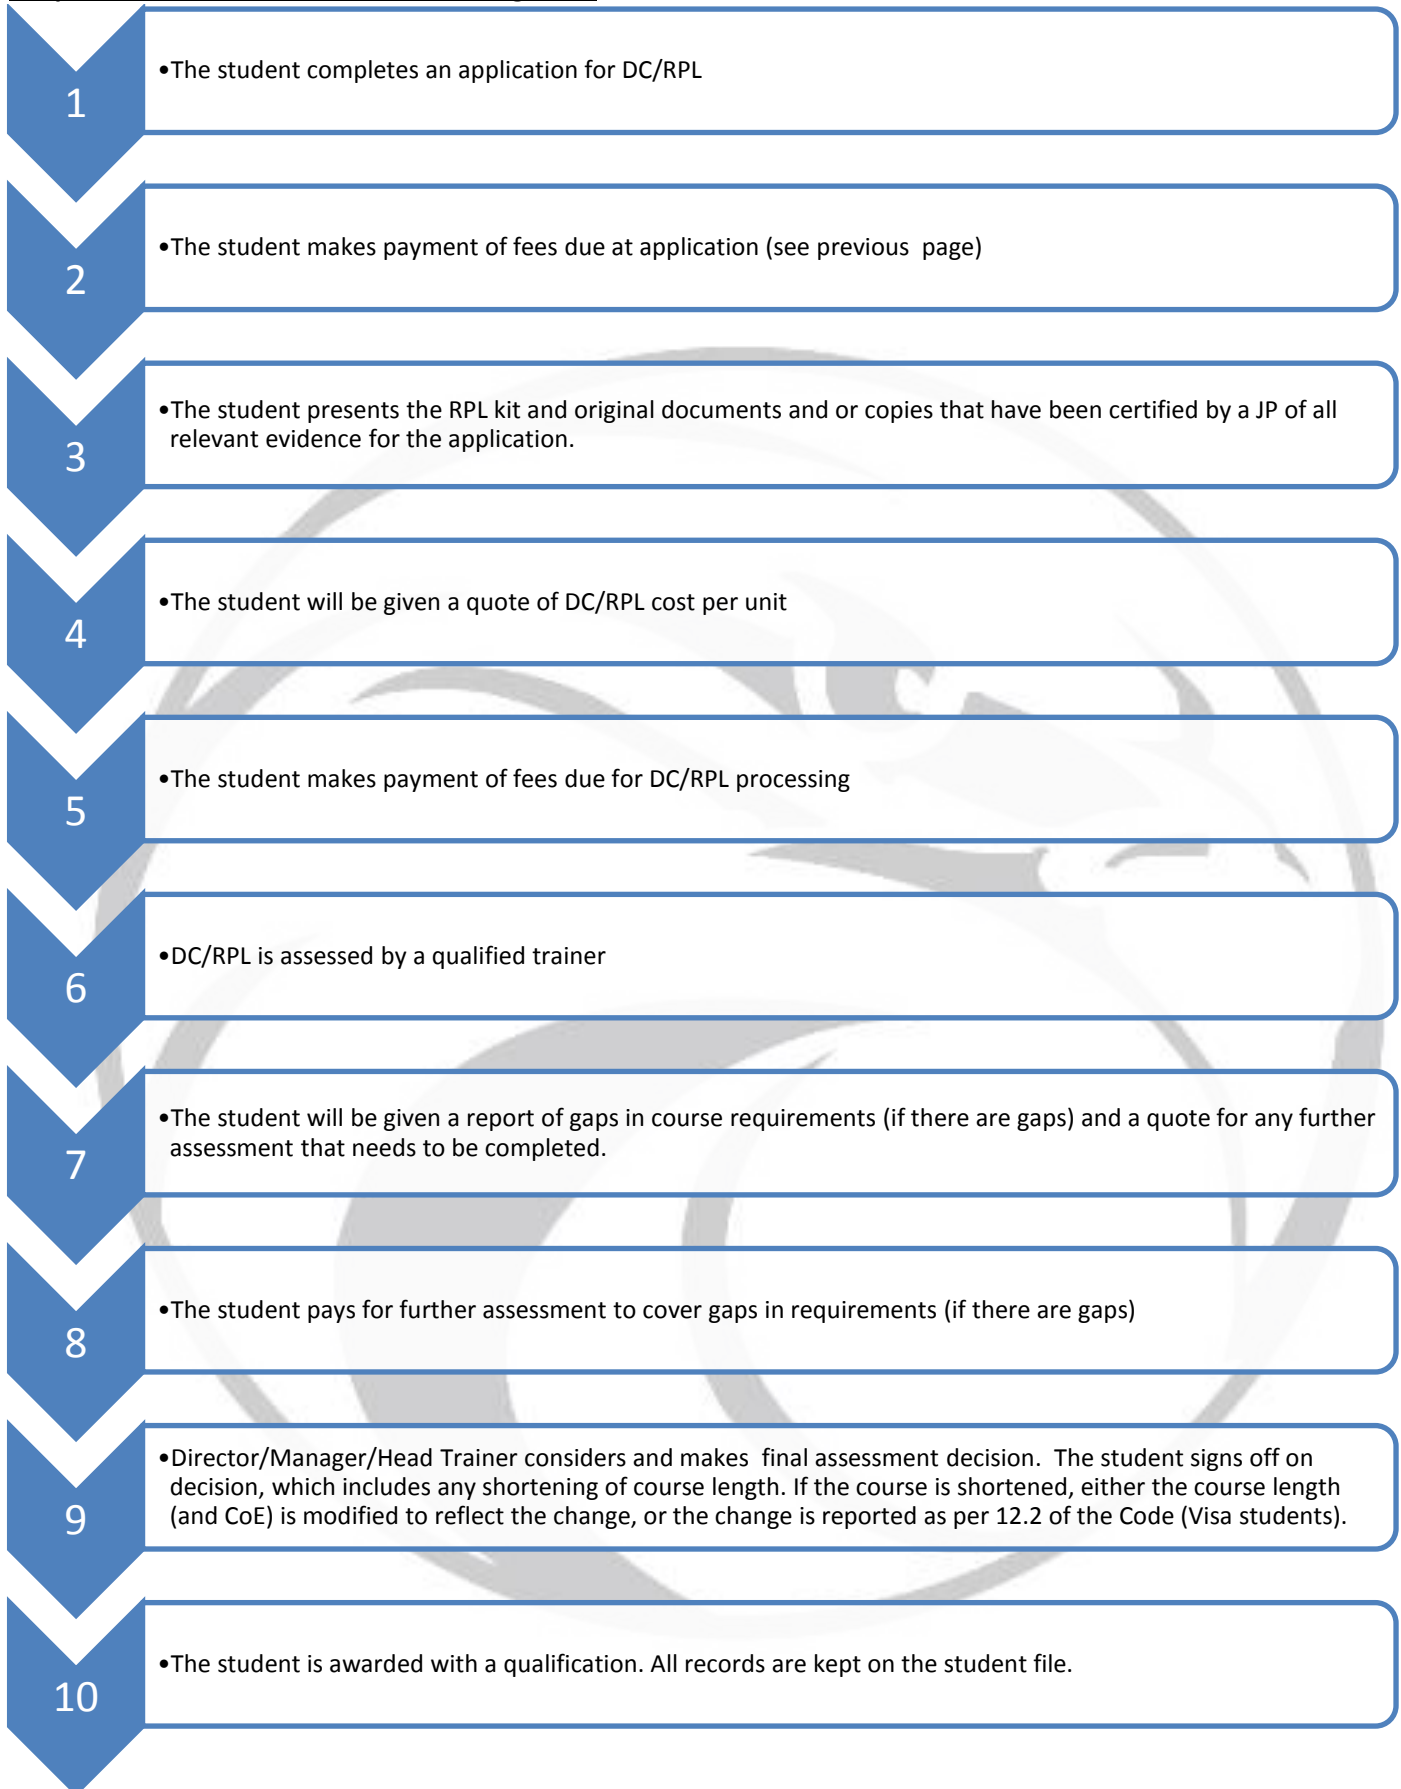 1
•The student completes an application for DC/RPL
2
•The student makes payment of fees due at application (see previous  page)
3
•The student presents the RPL kit and original documents and or copies that have been certified by a JP of all
relevant evidence for the application.
4
•The student will be given a quote of DC/RPL cost per unit
5
•The student makes payment of fees due for DC/RPL processing
6
•DC/RPL is assessed by a qualified trainer
7
•The student will be given a report of gaps in course requirements (if there are gaps) and a quote for any further
assessment that needs to be completed.
8
•The student pays for further assessment to cover gaps in requirements (if there are gaps)
9
•Director/Manager/Head Trainer considers and makes  final assessment decision.  The student signs off on
decision, which includes any shortening of course length. If the course is shortened, either the course length
(and CoE) is modified to reflect the change, or the change is reported as per 12.2 of the Code (Visa students).
10
•The student is awarded with a qualification. All records are kept on the student file.